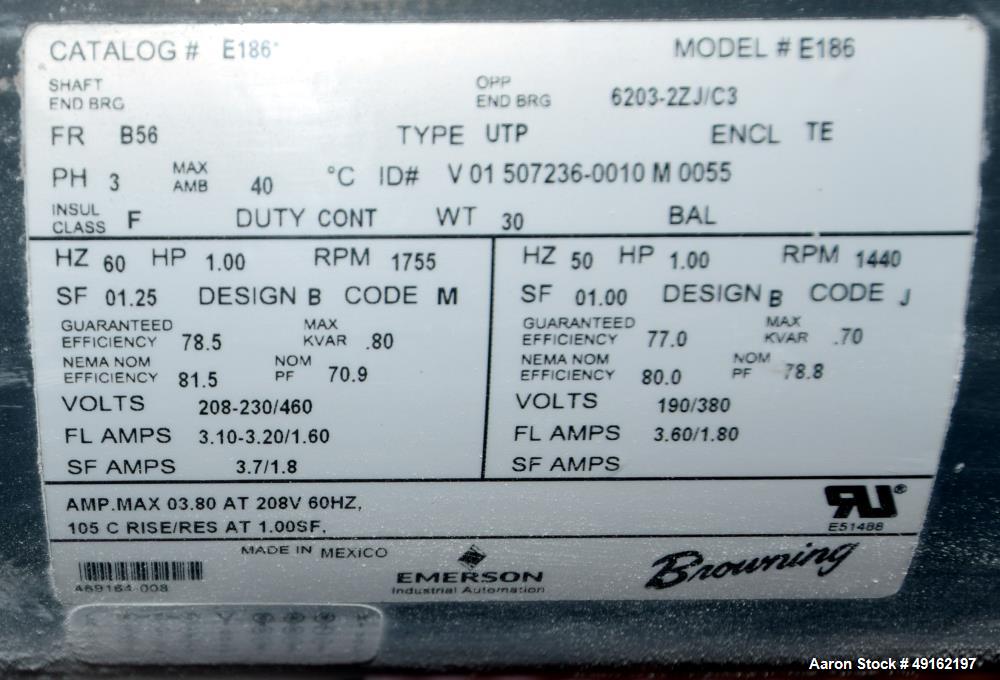 CATALOG # E186 MODEL # E186
SHAFT END BRG OPP END BRG 6203-2ZJ/C3
FR B56 TYPE UTP ENCL TE
PH 3 MAX AMB 40 °C ID# V 01 507236-0010 M 0055
INSUL CLASS F DUTY CONT WT 30 BAL
HZ 60 HP 1.00 RPM 1755
SF 01.25 DESIGN B CODE M
GUARANTEED EFFICIENCY 78.5 MAX KVAR .80
NEMA NOM EFFICIENCY 81.5 NOM PF 70.9
VOLTS 208-230/460
FL AMPS 3.10-3.20/1.60
SF AMPS 3.7/1.8
HZ 50 HP 1.00 RPM 1440
SF 01.00 DESIGN B CODE J
GUARANTEED EFFICIENCY 77.0 MAX KVAR .70
NEMA NOM EFFICIENCY 80.0 NOM PF 78.8
VOLTS 190/380
FL AMPS 3.60/1.80
SF AMPS
AMP.MAX 03.80 AT 208V 60HZ,
105 C RISE/RES AT 1.00SF,
RU®
E51488
MADE IN MEXICO
469164-008
EMERSON
Industrial Automation
Browning
Aaron Stock # 49162197